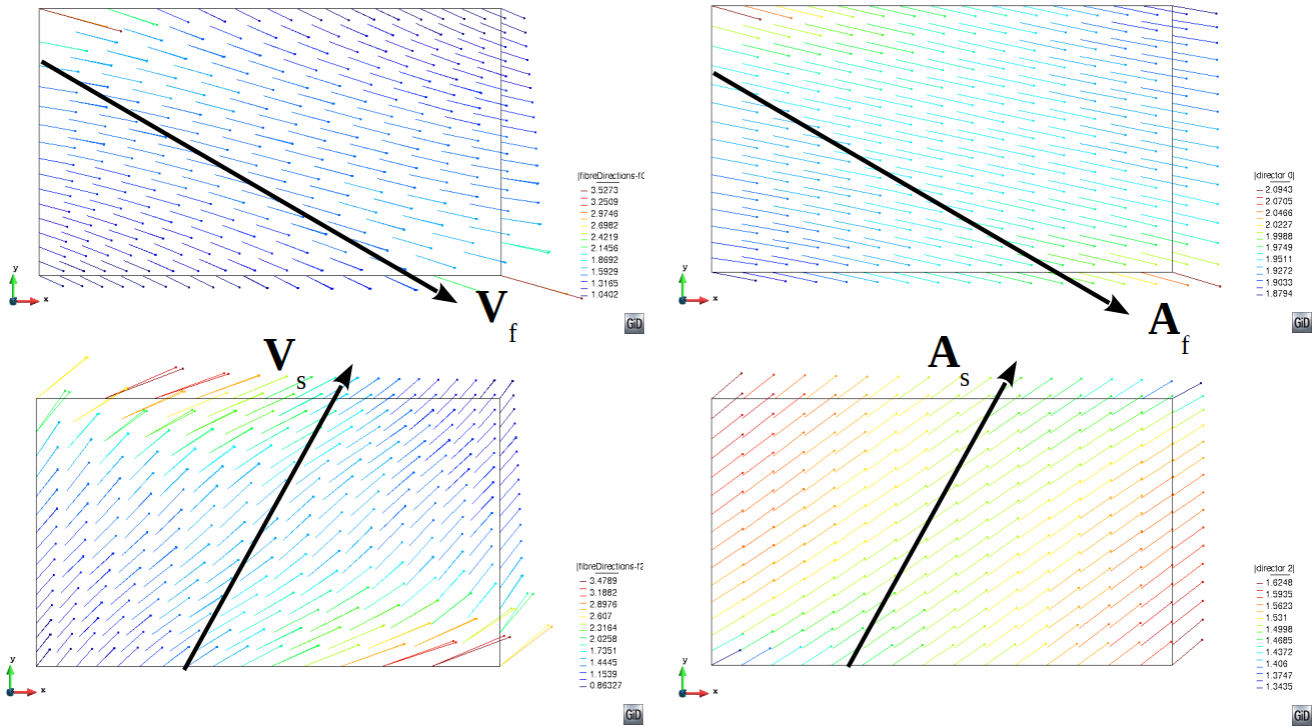 |fibreDirections-f0
3.5273
3.2509
2.9746
2.6982
2.4219
2.1456
1.8692
1.5929
1.3165
1.0402
y
x
GiD
V
f
|director 0|
2.0943
2.0705
2.0466
2.0227
1.9988
1.9749
1.9511
1.9272
1.9033
1.8794
y
x
GiD
A
f
V
s
|fibreDirections-f2
3.4789
3.1882
2.8976
2.607
2.3164
2.0258
1.7351
1.4445
1.1539
0.86327
y
x
GiD
A
s
|director 2|
1.6248
1.5935
1.5623
1.531
1.4998
1.4685
1.4372
1.406
1.3747
1.3435
y
x
GiD